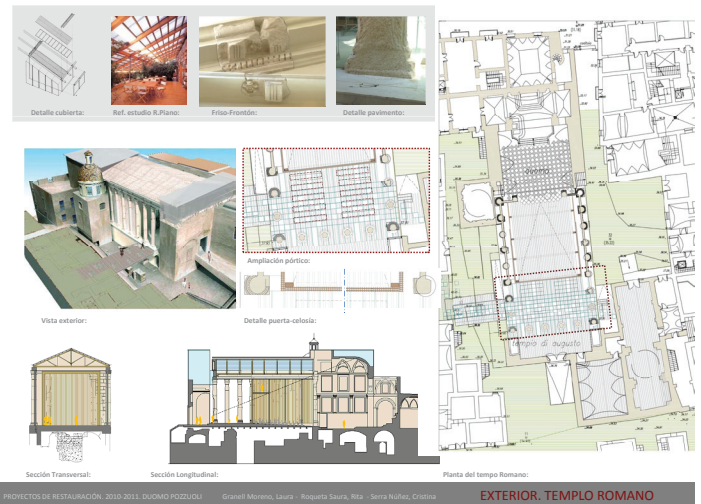 Detalle cubierta:
Ref. estudio R.Piano:
Friso-Frontón:
Detalle pavimento:
duomo
Ampliación pórtico:
Vista exterior:
Detalle puerta-celosía:
tempio di augusto
Sección Transversal:
Sección Longitudinal:
Planta del tempo Romano:
PROYECTOS DE RESTAURACIÓN. 2010-2011. DUOMO POZZUOLI
Granell Moreno, Laura - Roqueta Saura, Rita - Serra Núñez, Cristina
EXTERIOR. TEMPLO ROMANO